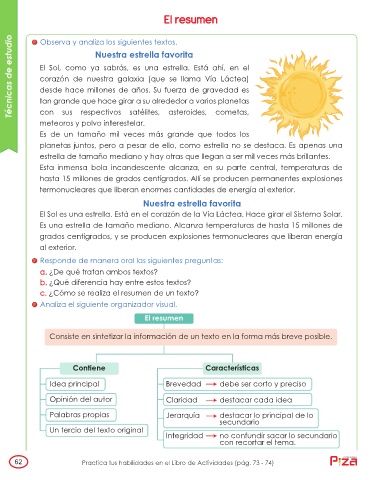 El resumen
Técnicas de estudio
Observa y analiza los siguientes textos.
Nuestra estrella favorita
El Sol, como ya sabrás, es una estrella. Está ahí, en el
corazón de nuestra galaxia (que se llama Vía Láctea)
desde hace millones de años. Su fuerza de gravedad es
tan grande que hace girar a su alrededor a varios planetas
con sus respectivos satélites, asteroides, cometas,
meteoros y polvo interestelar.
Es de un tamaño mil veces más grande que todos los
planetas juntos, pero a pesar de ello, como estrella no se destaca. Es apenas una
estrella de tamaño mediano y hay otras que llegan a ser mil veces más brillantes.
Esta inmensa bola incandescente alcanza, en su parte central, temperaturas de
hasta 15 millones de grados centígrados. Allí se producen permanentes explosiones
termonucleares que liberan enormes cantidades de energía al exterior.
Nuestra estrella favorita
El Sol es una estrella. Está en el corazón de la Vía Láctea. Hace girar el Sistema Solar.
Es una estrella de tamaño mediano. Alcanza temperaturas de hasta 15 millones de
grados centígrados, y se producen explosiones termonucleares que liberan energía
al exterior.
Responde de manera oral las siguientes preguntas:
a. ¿De qué tratan ambos textos?
b. ¿Qué diferencia hay entre estos textos?
c. ¿Cómo se realiza el resumen de un texto?
Analiza el siguiente organizador visual.
El resumen
Consiste en sintetizar la información de un texto en la forma más breve posible.
Contiene
Idea principal
Opinión del autor
Palabras propias
Un tercio del texto original
Características
Brevedad → debe ser corto y preciso
Claridad → destacar cada idea
Jerarquía → destacar lo principal de lo
secundario
Integridad → no confundir sacar lo secundario
con recortar el tema.
62
Practica tus habilidades en el Libro de Actividades (pág. 73 - 74)